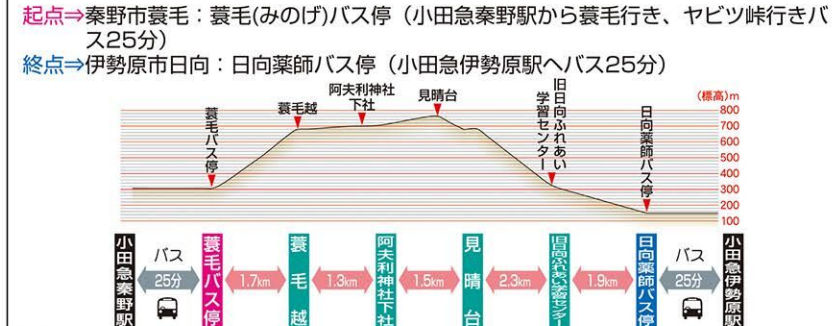 起点⇒秦野市蓑毛：蓑毛(みのげ)バス停（小田急秦野駅から蓑毛行き、ヤビツ峠行きバ
ス25分）
終点⇒伊勢原市日向：日向薬師バス停（小田急伊勢原駅へバス25分）
蓑毛バス停
蓑毛越
阿夫利神社
下社
見晴台
旧日向ふれあい
学習センター
日向薬師バス停
(標高)m
800
700
600
500
400
300
200
100
小田急秦野駅
バス
25分
蓑毛バス停
1.7km
蓑毛越
1.3km
阿夫利神社下社
1.5km
見晴台
2.3km
旧日向ふれあい学習センター
1.9km
日向薬師バス停
バス
25分
小田急伊勢原駅